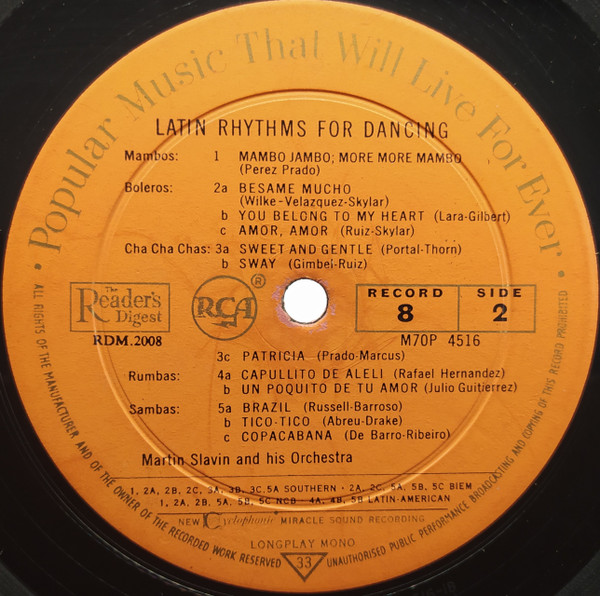 • Popular Music That Will Live For Ever •
LATIN RHYTHMS FOR DANCING
Mambos: 1 MAMBO JAMBO; MORE MORE MAMBO
(Perez Prado)
Boleros: 2a BESAME MUCHO
(Wilke-Velazquez-Skylar)
b YOU BELONG TO MY HEART (Lara-Gilbert)
c AMOR, AMOR (Ruiz-Skylar)
Cha Cha Chas: 3a SWEET AND GENTLE (Portal-Thorn)
b SWAY (Gimbel-Ruiz)
The
Reader's
Digest
RCA ®
RECORD SIDE
8 2
RDM.2008
M70P 4516
3c PATRICIA (Prado-Marcus)
Rumbas: 4a CAPULLITO DE ALELI (Rafael Hernandez)
b UN POQUITO DE TU AMOR (Julio Guitierrez)
Sambas: 5a BRAZIL (Russell-Barroso)
b TICO-TICO (Abreu-Drake)
c COPACABANA (De Barro-Ribeiro)
Martin Slavin and his Orchestra
1, 2A, 2B, 2C, 3A, 3B, 3C, 5A SOUTHERN - 2A, 2C, 5A, 5B, 5C BIEM
1, 2A, 2B, 5A, 5B, 5C NCB - 4A, 4B, 5B LATIN-AMERICAN
NEW Cyclophonic MIRACLE SOUND RECORDING
LONGPLAY MONO
33
ALL RIGHTS OF THE MANUFACTURER AND OF THE OWNER OF THE RECORDED WORK RESERVED
UNAUTHORISED PUBLIC PERFORMANCE BROADCASTING AND COPYING OF THIS RECORD PROHIBITED